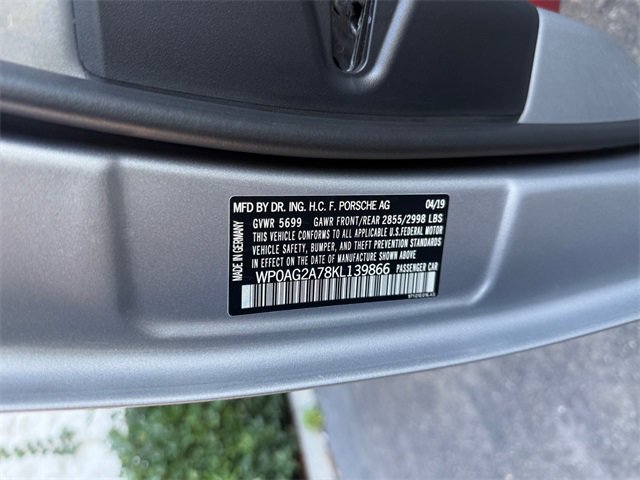 MFD BY DR. ING. H.C. F. PORSCHE AG 04/19
GVWR 5699 GAWR FRONT/REAR 2855/2998 LBS
THIS VEHICLE CONFORMS TO ALL APPLICABLE U.S.FEDERAL MOTOR
VEHICLE SAFETY, BUMPER, AND THEFT PREVENTION STANDARDS
IN EFFECT ON THE DATE OF MANUFACTURE SHOWN ABOVE
WP0AG2A78KL139866 PASSENGER CAR
MADE IN GERMANY